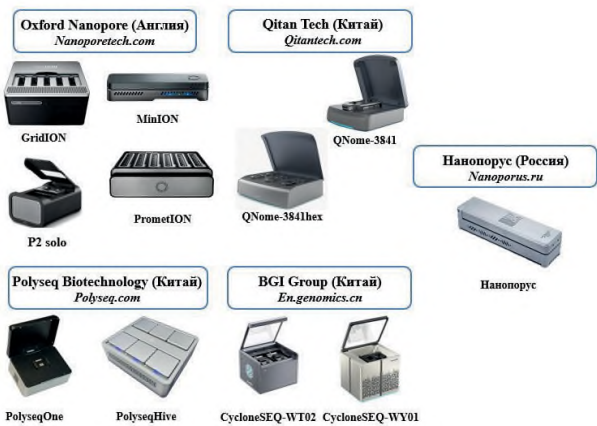 Oxford Nanopore (Англия)
Nanoporetech.com
GridION
MinION
P2 solo
PrometION
Qitan Tech (Китай)
Qitantech.com
QNome-3841
QNome-3841hex
Нанопорус (Россия)
Nanoporus.ru
Нанопорус
Polyseq Biotechnology (Китай)
Polyseq.com
PolyseqOne
PolyseqHive
BGI Group (Китай)
En.genomics.cn
CycloneSEQ-WT02
CycloneSEQ-WY01